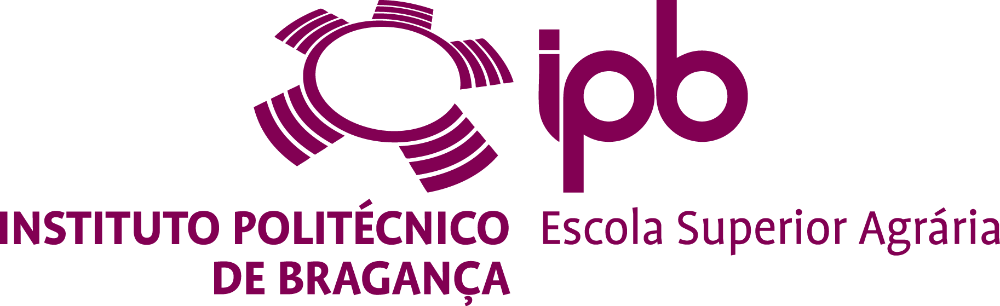 ipb
INSTITUTO POLITÉCNICO
DE BRAGANÇA
Escola Superior Agrária